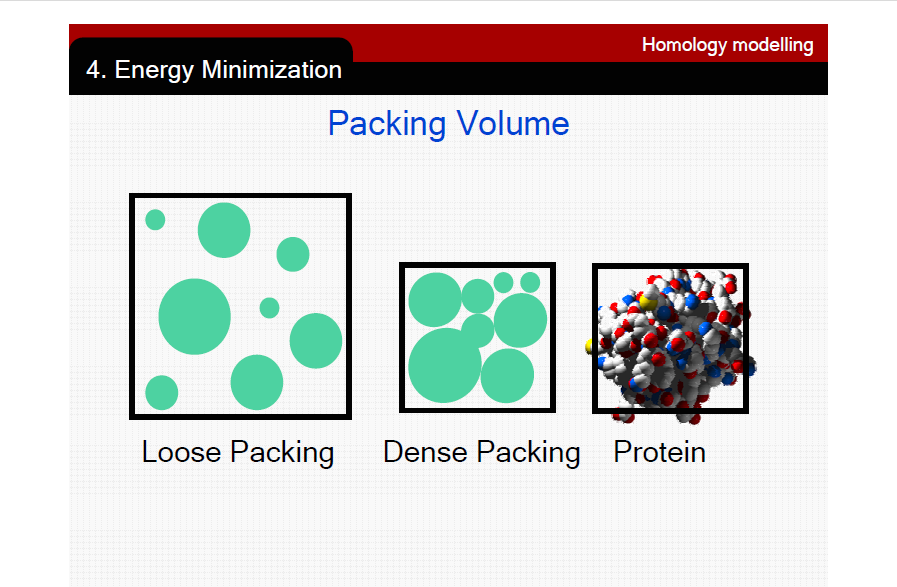 Homology modelling
4. Energy Minimization
Packing Volume
Loose Packing
Dense Packing
Protein